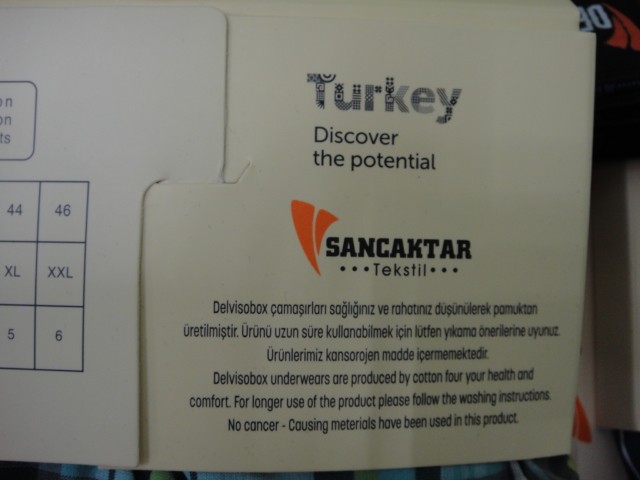 on
on
ts
44 46
XL XXL
5 6
Turkey
Discover
the potential
SANCAKTAR
•••Tekstil•••
Delvisobox çamaşırları sağlığınız ve rahatınız düşünülerek pamuktan
üretilmiştir. Ürünü uzun süre kullanabilmek için lütfen yıkama önerilerine uyunuz.
Ürünlerimiz kansorojen madde içermemektedir.
Delvisobox underwears are produced by cotton four your health and
comfort. For longer use of the product please follow the washing instructions.
No cancer - Causing materials have been used in this product.